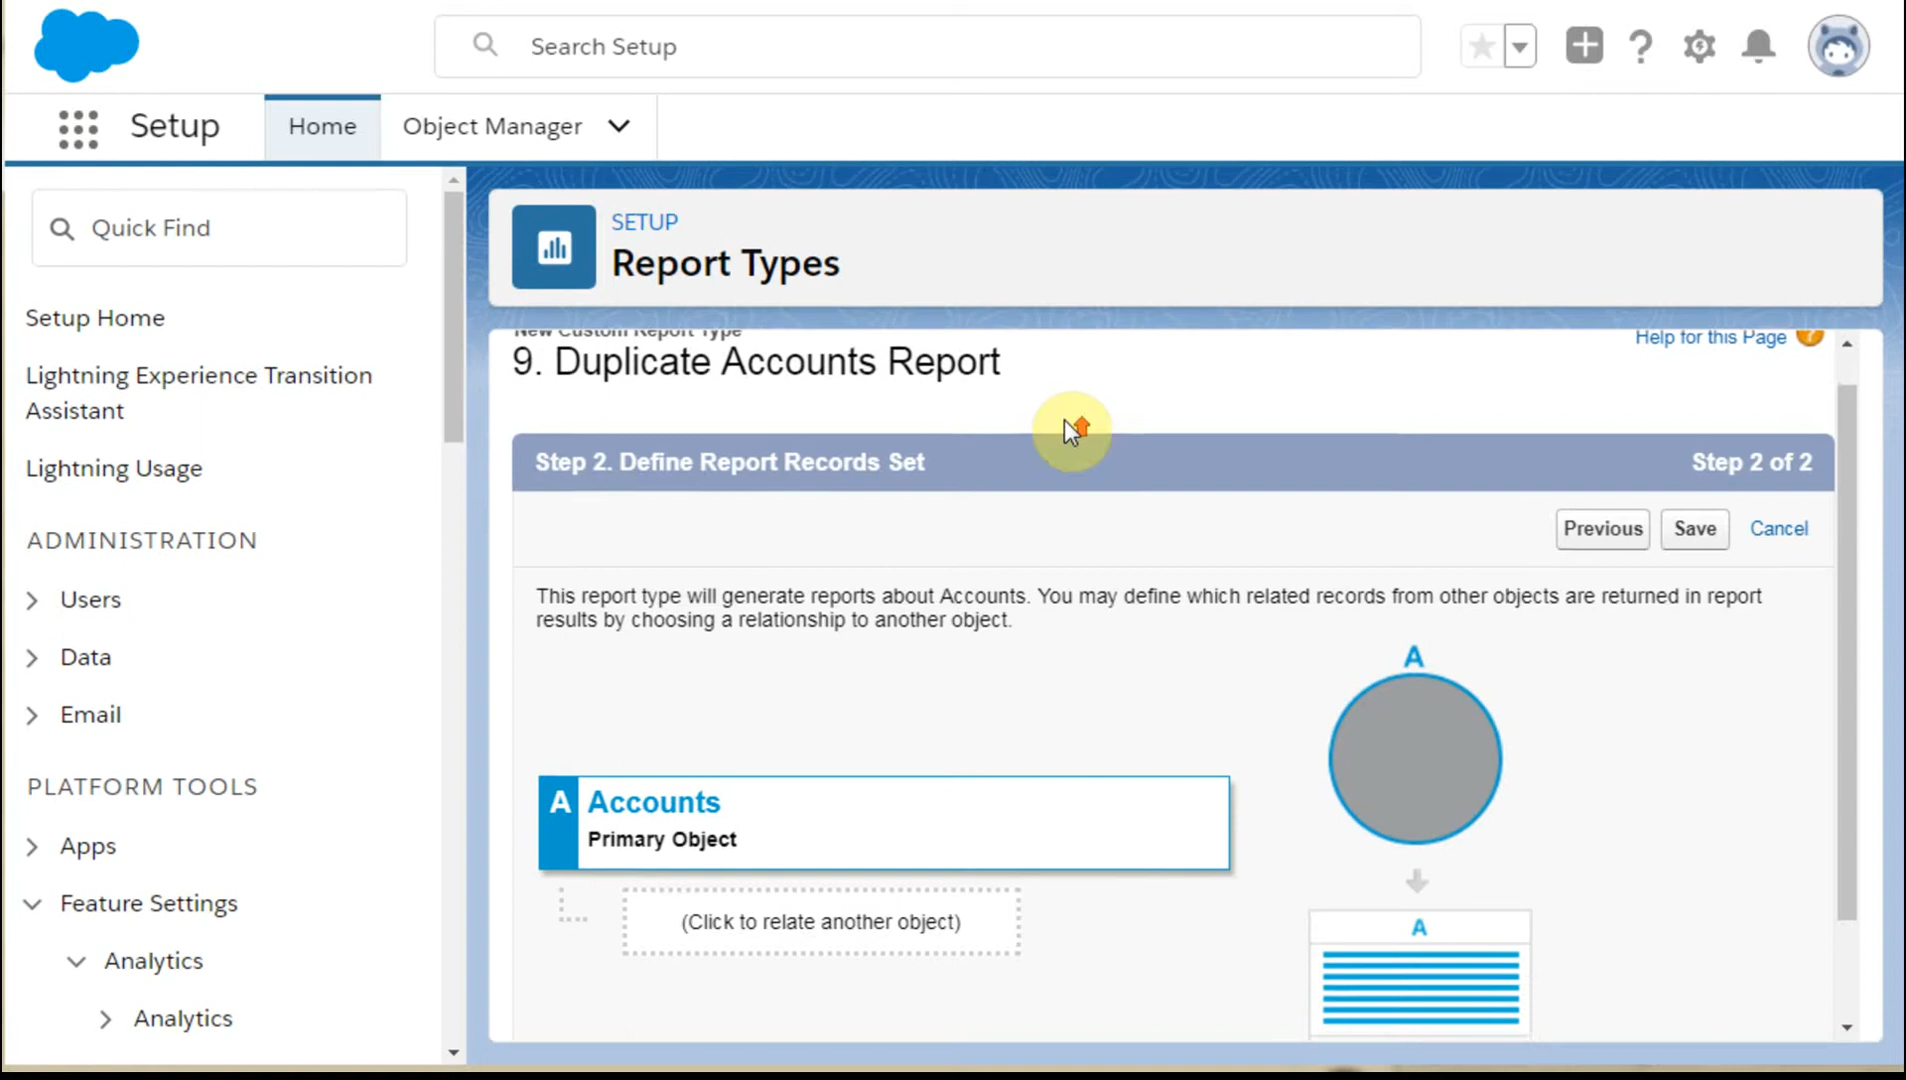 Search Setup
Setup
Home
Object Manager
Quick Find
Setup Home
Lightning Experience Transition
Assistant
Lightning Usage
ADMINISTRATION
Users
Data
Email
PLATFORM TOOLS
Apps
Feature Settings
Analytics
Analytics
SETUP
Report Types
New Custom Report Type
Help for this Page
9. Duplicate Accounts Report
Step 2. Define Report Records Set
Step 2 of 2
Previous
Save
Cancel
This report type will generate reports about Accounts. You may define which related records from other objects are returned in report
results by choosing a relationship to another object.
A
A Accounts
Primary Object
(Click to relate another object)
A